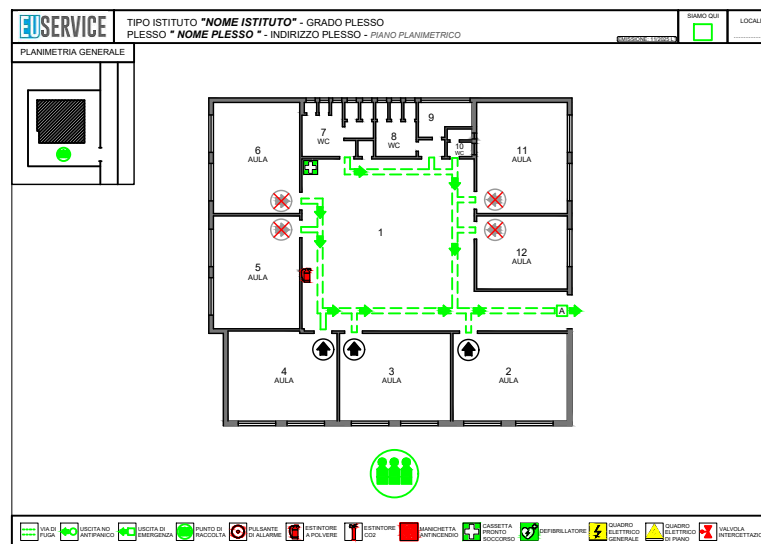 EUSERVICE
TIPO ISTITUTO "NOME ISTITUTO" - GRADO PLESSO
PLESSO " NOME PLESSO " - INDIRIZZO PLESSO - PIANO PLANIMETRICO
SIAMO QUI
PLANIMETRIA GENERALE
6
AULA
7
WC
8
WC
9
10
WC
11
AULA
12
AULA
1
5
AULA
A
4
AULA
3
AULA
2
AULA
VIA DI
FUGA
USCITA NO
ANTIPANICO
USCITA DI
EMERGENZA
PUNTO DI
RACCOLTA
PULSANTE
DI ALLARME
ESTINTORE
A POLVERE
ESTINTORE
CO2
MANICHETTA
ANTINCENDIO
CASSETTA
PRONTO
SOCCORSO
DEFIBRILLATORE
QUADRO
ELETTRICO
GENERALE
QUADRO
ELETTRICO
DI PIANO
VALVOLA